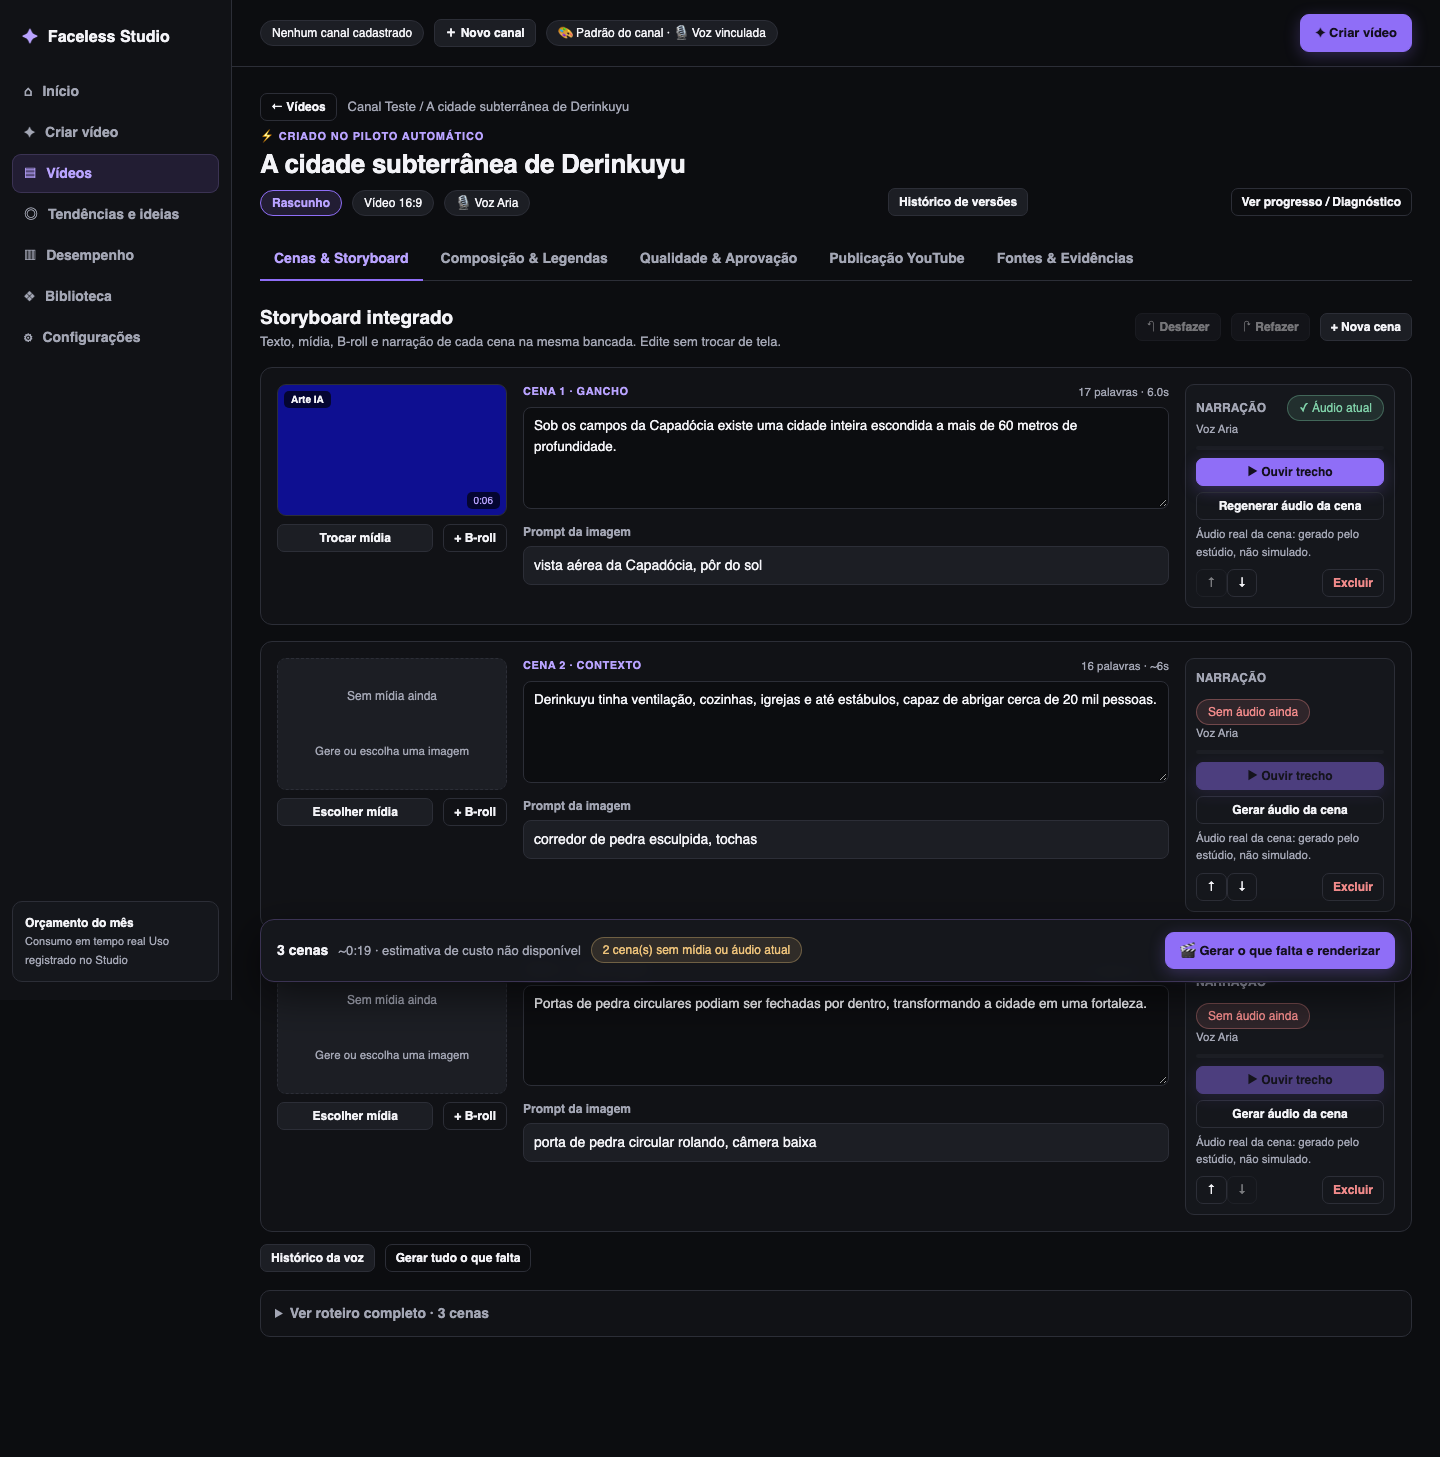 Faceless Studio
Início
Criar vídeo
Vídeos
Tendências e ideias
Desempenho
Biblioteca
Configurações
Orçamento do mês
Consumo em tempo real Uso
registrado no Studio
Nenhum canal cadastrado
+ Novo canal
Padrão do canal · Voz vinculada
✦ Criar vídeo
← Vídeos
Canal Teste / A cidade subterrânea de Derinkuyu
⚡ CRIADO NO PILOTO AUTOMÁTICO
A cidade subterrânea de Derinkuyu
Rascunho
Vídeo 16:9
Voz Aria
Histórico de versões
Ver progresso / Diagnóstico
Cenas & Storyboard
Composição & Legendas
Qualidade & Aprovação
Publicação YouTube
Fontes & Evidências
Storyboard integrado
Texto, mídia, B-roll e narração de cada cena na mesma bancada. Edite sem trocar de tela.
Desfazer
Refazer
+ Nova cena
Arte IA
0:06
Trocar mídia
+ B-roll
CENA 1 · GANCHO
17 palavras · 6.0s
Sob os campos da Capadócia existe uma cidade inteira escondida a mais de 60 metros de
profundidade.
Prompt da imagem
vista aérea da Capadócia, pôr do sol
NARRAÇÃO
✓ Áudio atual
Voz Aria
▶ Ouvir trecho
Regenerar áudio da cena
Áudio real da cena: gerado pelo
estúdio, não simulado.
↑
↓
Excluir
Sem mídia ainda
Gere ou escolha uma imagem
Escolher mídia
+ B-roll
CENA 2 · CONTEXTO
16 palavras · ~6s
Derinkuyu tinha ventilação, cozinhas, igrejas e até estábulos, capaz de abrigar cerca de 20 mil pessoas.
Prompt da imagem
corredor de pedra esculpida, tochas
NARRAÇÃO
Sem áudio ainda
Voz Aria
▶ Ouvir trecho
Gerar áudio da cena
Áudio real da cena: gerado pelo
estúdio, não simulado.
↑
↓
Excluir
3 cenas
~0:19 · estimativa de custo não disponível
2 cena(s) sem mídia ou áudio atual
Gerar o que falta e renderizar
Sem mídia ainda
Gere ou escolha uma imagem
Escolher mídia
+ B-roll
Portas de pedra circulares podiam ser fechadas por dentro, transformando a cidade em uma fortaleza.
Prompt da imagem
porta de pedra circular rolando, câmera baixa
NARRAÇÃO
Sem áudio ainda
Voz Aria
▶ Ouvir trecho
Gerar áudio da cena
Áudio real da cena: gerado pelo
estúdio, não simulado.
↑
↓
Excluir
Histórico da voz
Gerar tudo o que falta
▶ Ver roteiro completo · 3 cenas